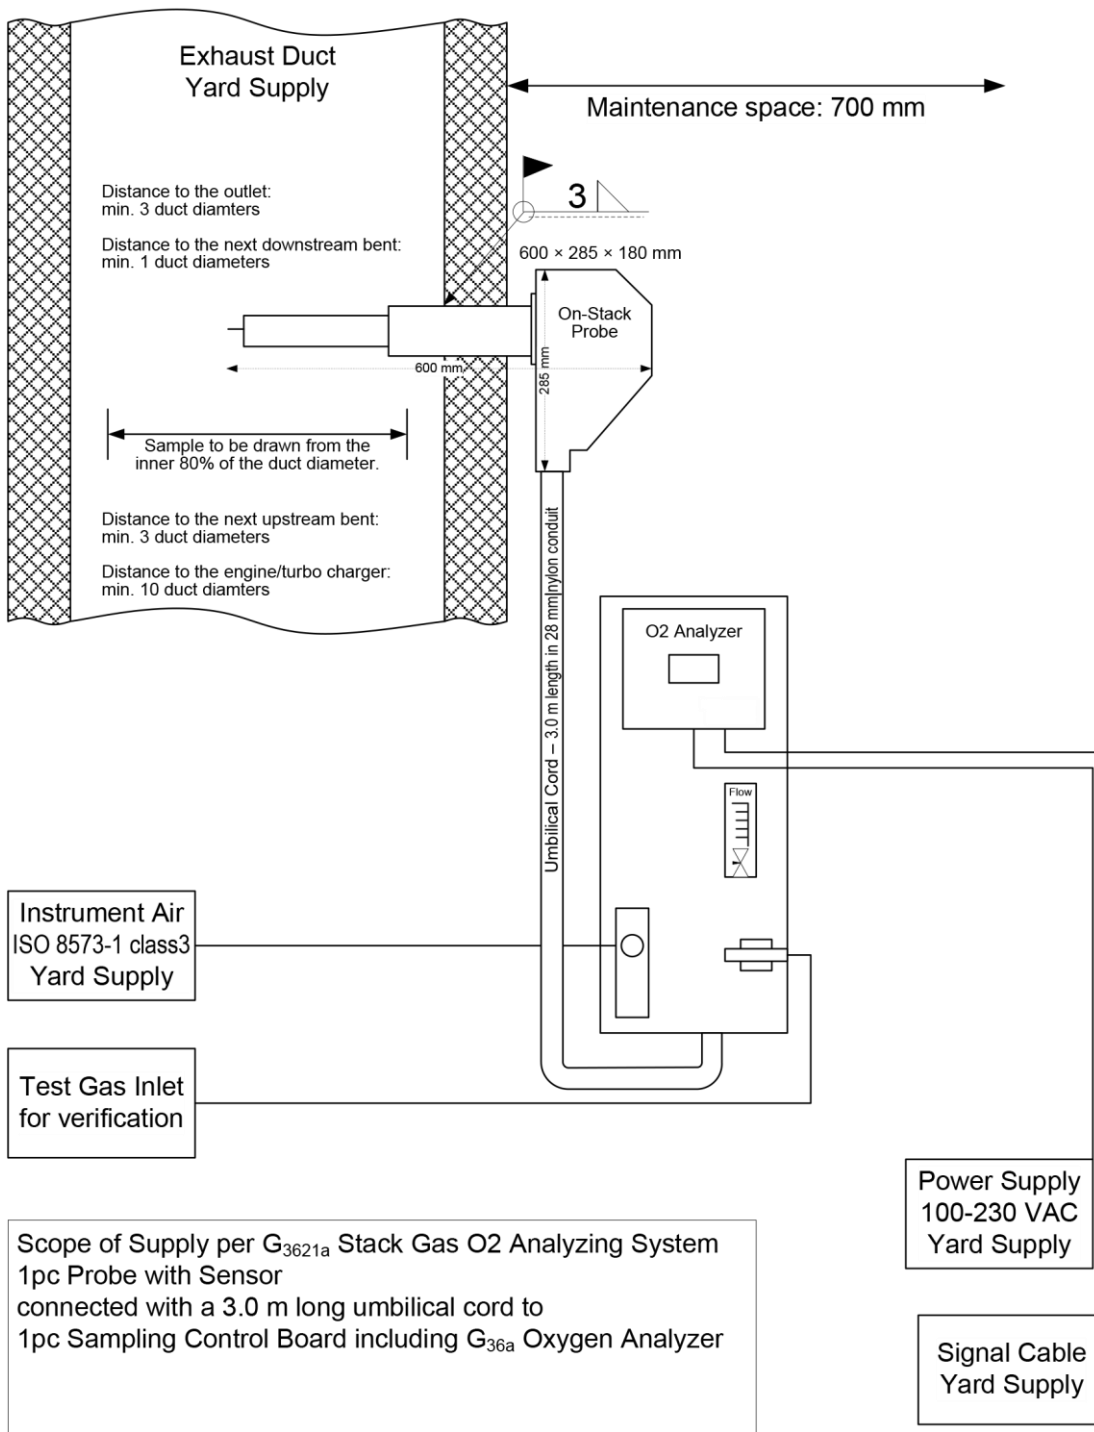 Exhaust Duct
Yard Supply
Maintenance space: 700 mm
Distance to the outlet:
min. 3 duct diamters
3
Distance to the next downstream bent:
min. 1 duct diameters
600 × 285 × 180 mm
On-Stack
Probe
600 mm
285 mm
Sample to be drawn from the
inner 80% of the duct diameter.
Distance to the next upstream bent:
min. 3 duct diameters
Distance to the engine/turbo charger:
min. 10 duct diamters
Umbilical Cord – 3.0 m length in 28 mm nylon conduit
O2 Analyzer
Flow
Instrument Air
ISO 8573-1 class3
Yard Supply
Test Gas Inlet
for verification
Power Supply
100-230 VAC
Yard Supply
Scope of Supply per G3621a Stack Gas O2 Analyzing System
1pc Probe with Sensor
connected with a 3.0 m long umbilical cord to
1pc Sampling Control Board including G36a Oxygen Analyzer
Signal Cable
Yard Supply